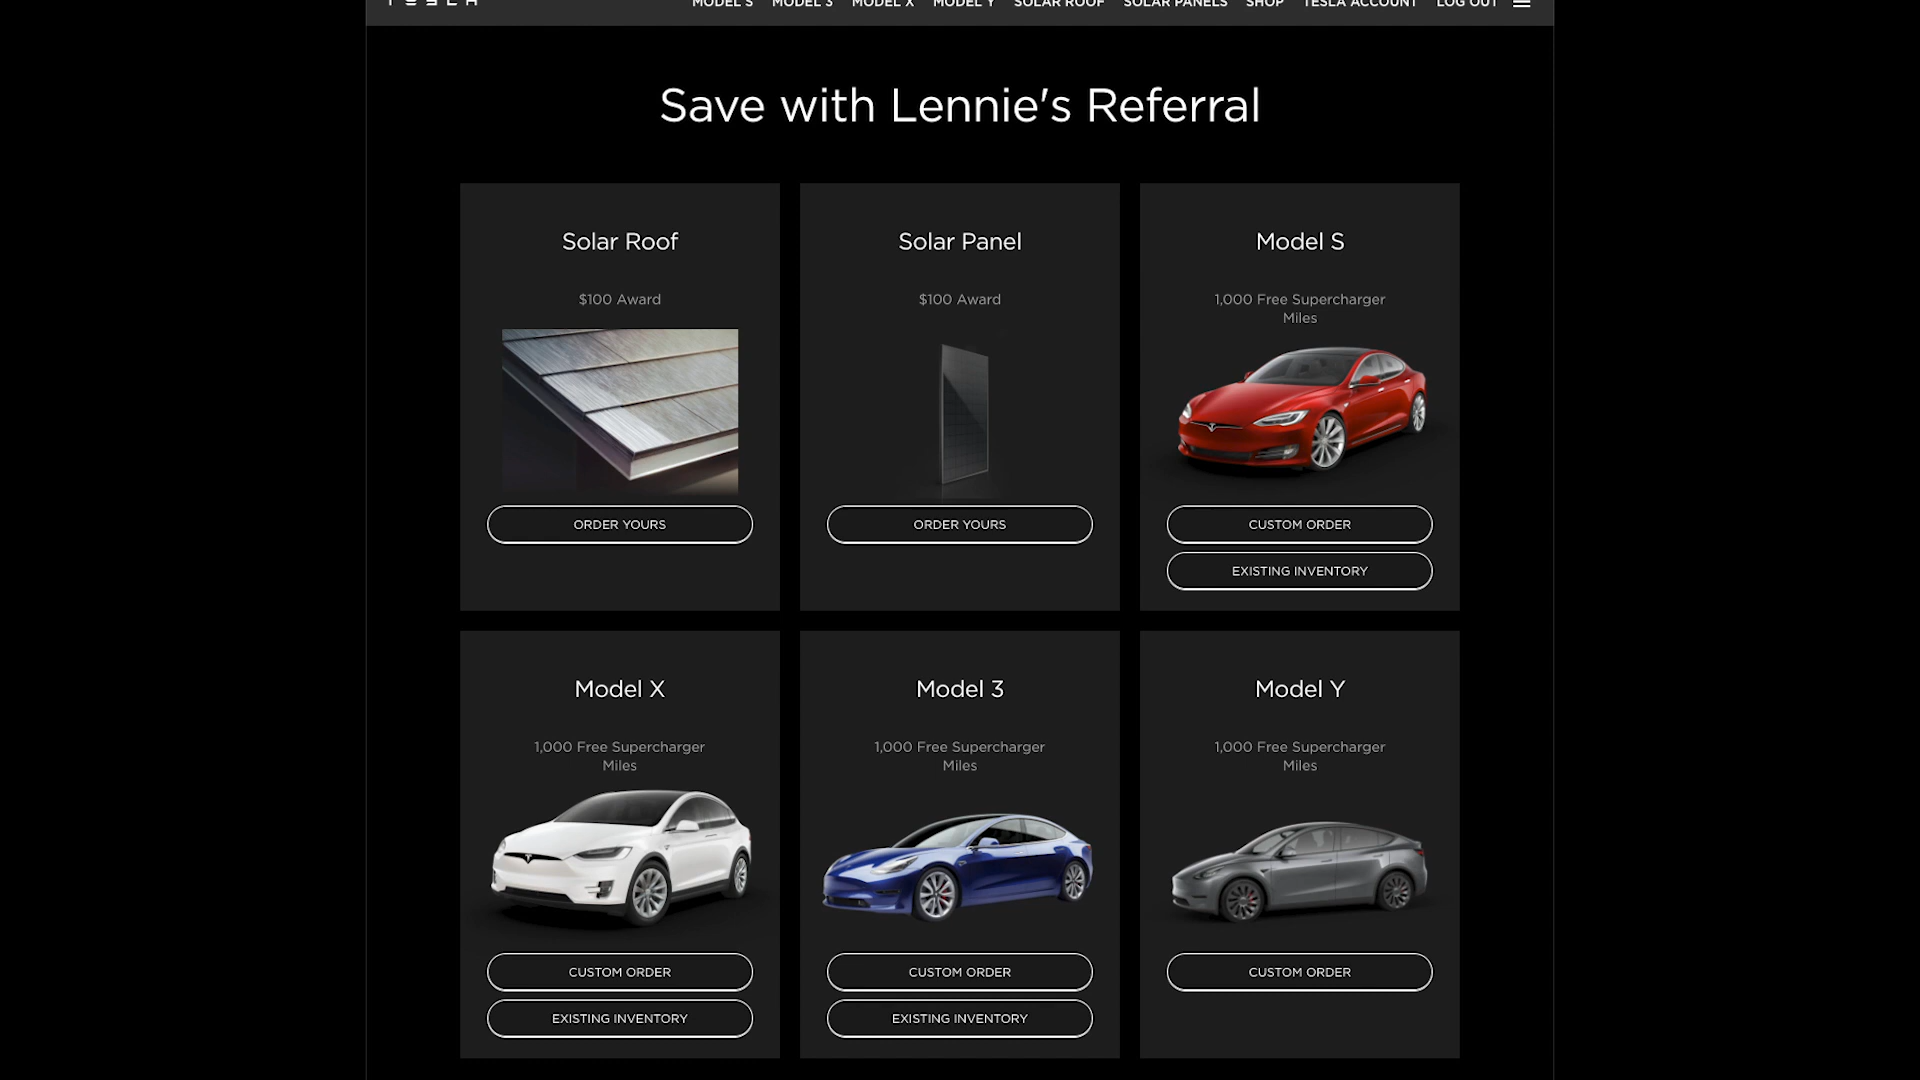 TESLA MODEL S MODEL 3 MODEL X MODEL Y SOLAR ROOF SOLAR PANELS SHOP TESLA ACCOUNT LOG OUT
Save with Lennie's Referral
Solar Roof
$100 Award
ORDER YOURS
Solar Panel
$100 Award
ORDER YOURS
Model S
1,000 Free Supercharger
Miles
CUSTOM ORDER
EXISTING INVENTORY
Model X
1,000 Free Supercharger
Miles
CUSTOM ORDER
EXISTING INVENTORY
Model 3
1,000 Free Supercharger
Miles
CUSTOM ORDER
EXISTING INVENTORY
Model Y
1,000 Free Supercharger
Miles
CUSTOM ORDER